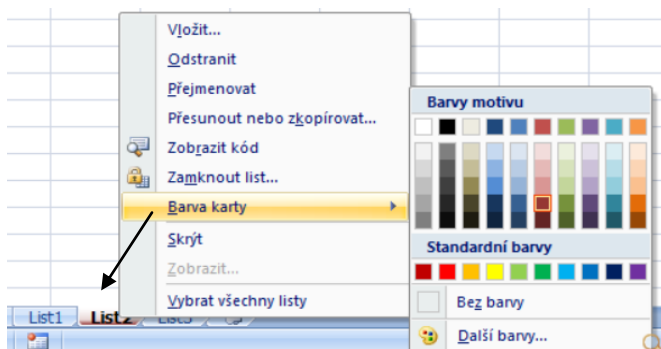 Vložit...
Odstranit
Přejmenovat
Přesunout nebo zkopírovat...
Zobrazit kód
Zamknout list...
Barva karty
Skrýt
Zobrazit...
Vybrat všechny listy
Barvy motivu
Standardní barvy
Bez barvy
Další barvy...
List1 List2 List3